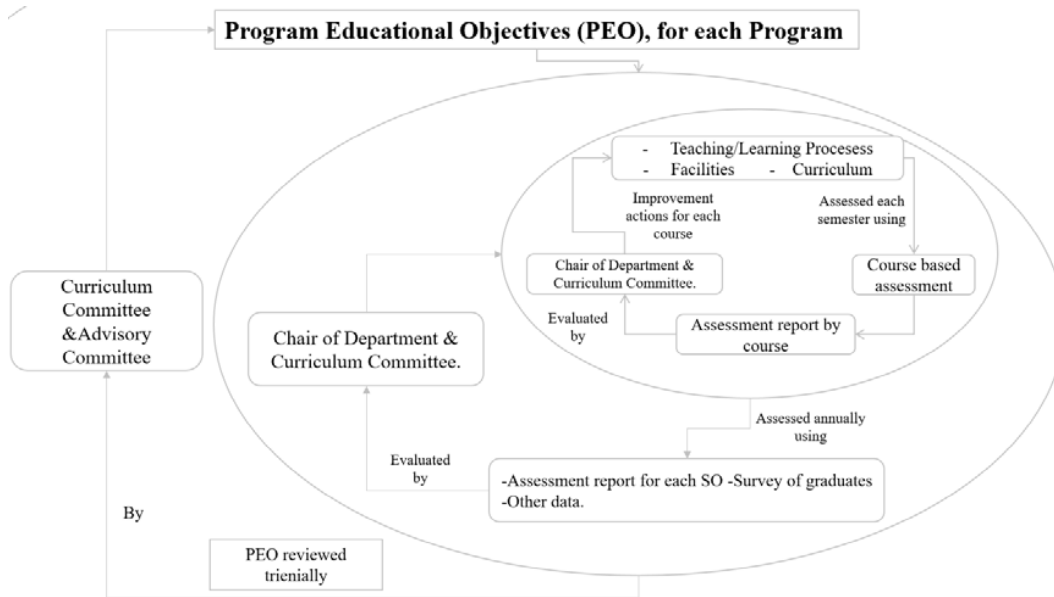 Program Educational Objectives (PEO), for each Program
- Teaching/Learning Procesess
- Facilities - Curriculum
Improvement
actions for each
course
Assessed each
semester using
Chair of Department &
Curriculum Committee.
Course based
assessment
Evaluated
by
Assessment report by
course
Curriculum
Committee
&Advisory
Committee
Chair of Department &
Curriculum Committee.
Assessed annually
using
Evaluated
by
-Assessment report for each SO -Survey of graduates
-Other data.
By
PEO reviewed
trienially